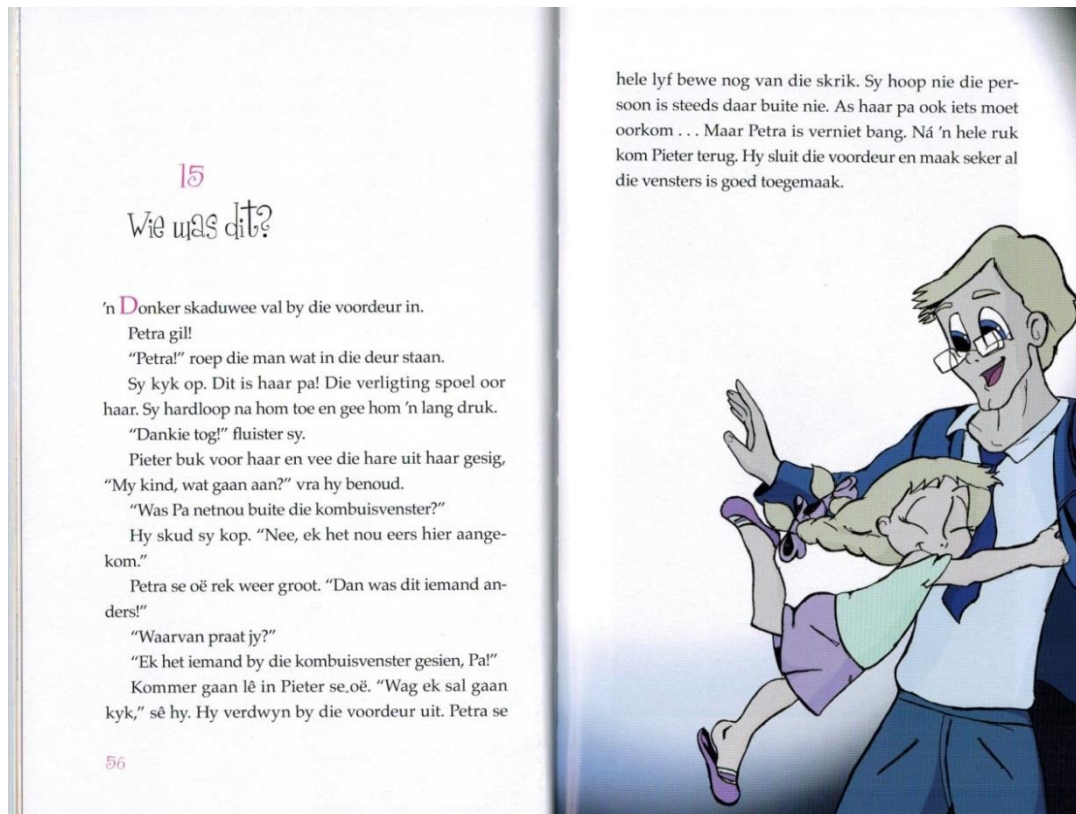 15
Wie was dit?
'n Donker skaduwee val by die voordeur in.
Petra gil!
“Petra!” roep die man wat in die deur staan.
Sy kyk op. Dit is haar pa! Die verligting spoel oor
haar. Sy hardloop na hom toe en gee hom 'n lang druk.
“Dankie tog!” fluister sy.
Pieter buk voor haar en vee die hare uit haar gesig,
“My kind, wat gaan aan?” vra hy benoud.
“Was Pa netnou buite die kombuisvenster?”
Hy skud sy kop. “Nee, ek het nou eers hier aange-
kom.”
Petra se oë rek weer groot. “Dan was dit iemand an-
ders!”
“Waarvan praat jy?”
“Ek het iemand by die kombuisvenster gesien, Pa!”
Kommer gaan lê in Pieter se oë. “Wag ek sal gaan
kyk,” sê hy. Hy verdwyn by die voordeur uit. Petra se
56
hele lyf bewe nog van die skrik. Sy hoop nie die per-
soon is steeds daar buite nie. As haar pa ook iets moet
oorkom . . . Maar Petra is verniet bang. Ná 'n hele ruk
kom Pieter terug. Hy sluit die voordeur en maak seker al
die vensters is goed toegemaak.